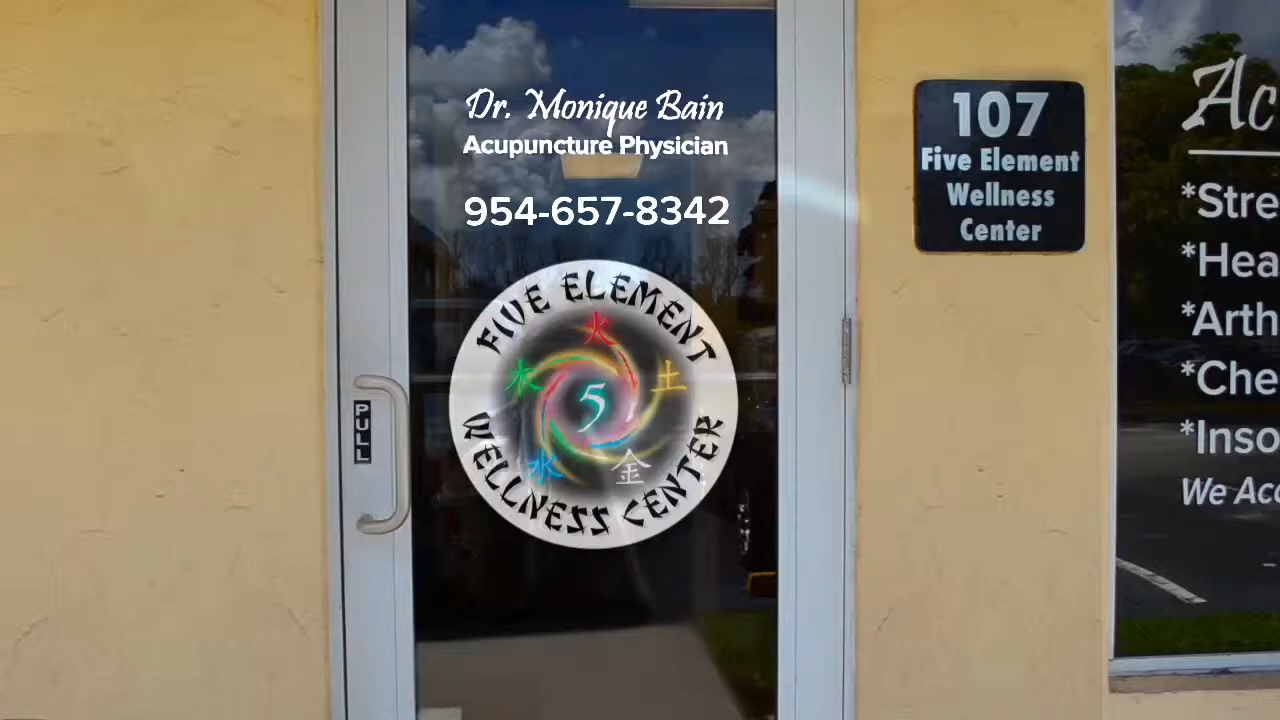 Dr. Monique Bain
Acupuncture Physician
954-657-8342
FIVE ELEMENT
火
木
土
5
水
金
WELLNESS CENTER
PULL
107
Five Element
Wellness
Center
*Stre
*Hea
*Arth
*Che
*Inso
We Acc